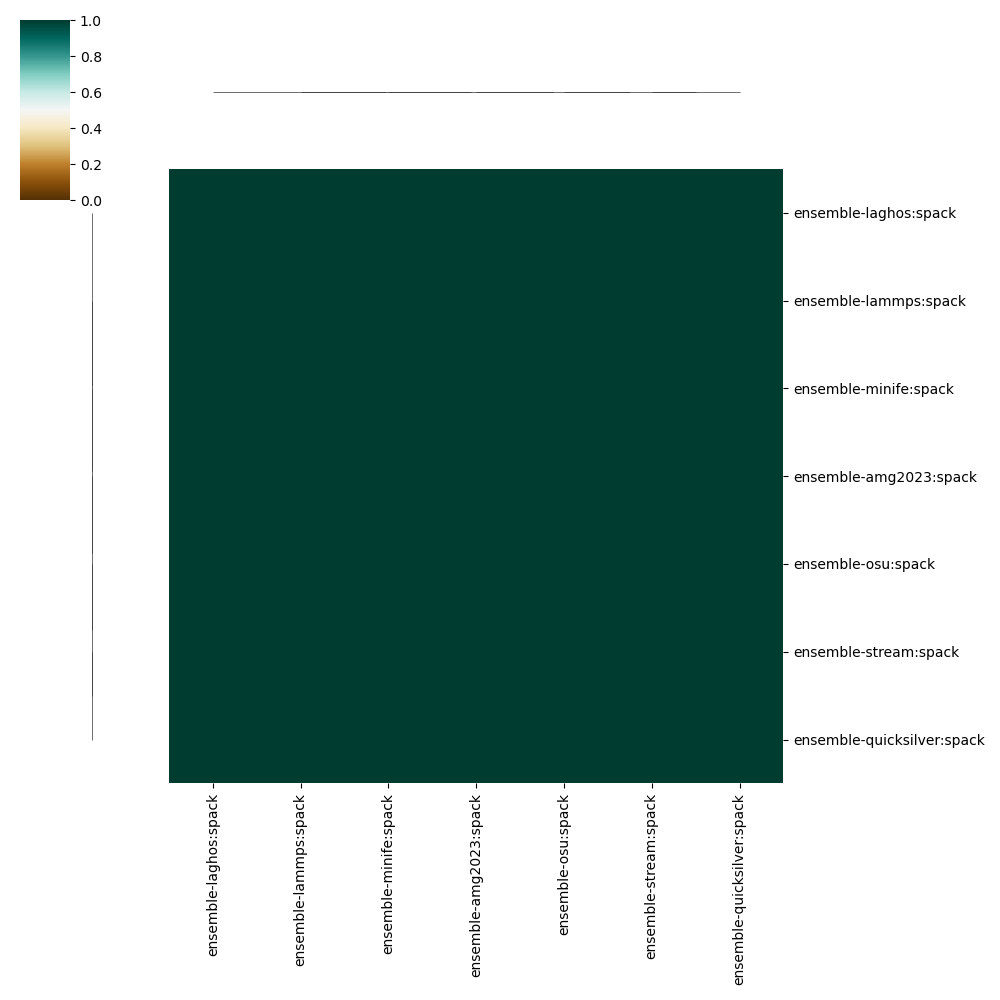 1.0
0.8
0.6
0.4
0.2
0.0
ensemble-laghos:spack
ensemble-lammps:spack
ensemble-minife:spack
ensemble-amg2023:spack
ensemble-osu:spack
ensemble-stream:spack
ensemble-quicksilver:spack
ensemble-laghos:spack
ensemble-lammps:spack
ensemble-minife:spack
ensemble-amg2023:spack
ensemble-osu:spack
ensemble-stream:spack
ensemble-quicksilver:spack